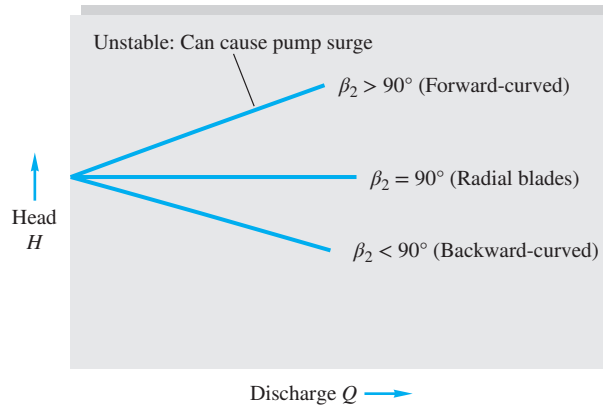 Unstable: Can cause pump surge
β₂ > 90° (Forward-curved)
β₂ = 90° (Radial blades)
Head
H
β₂ < 90° (Backward-curved)
Discharge Q